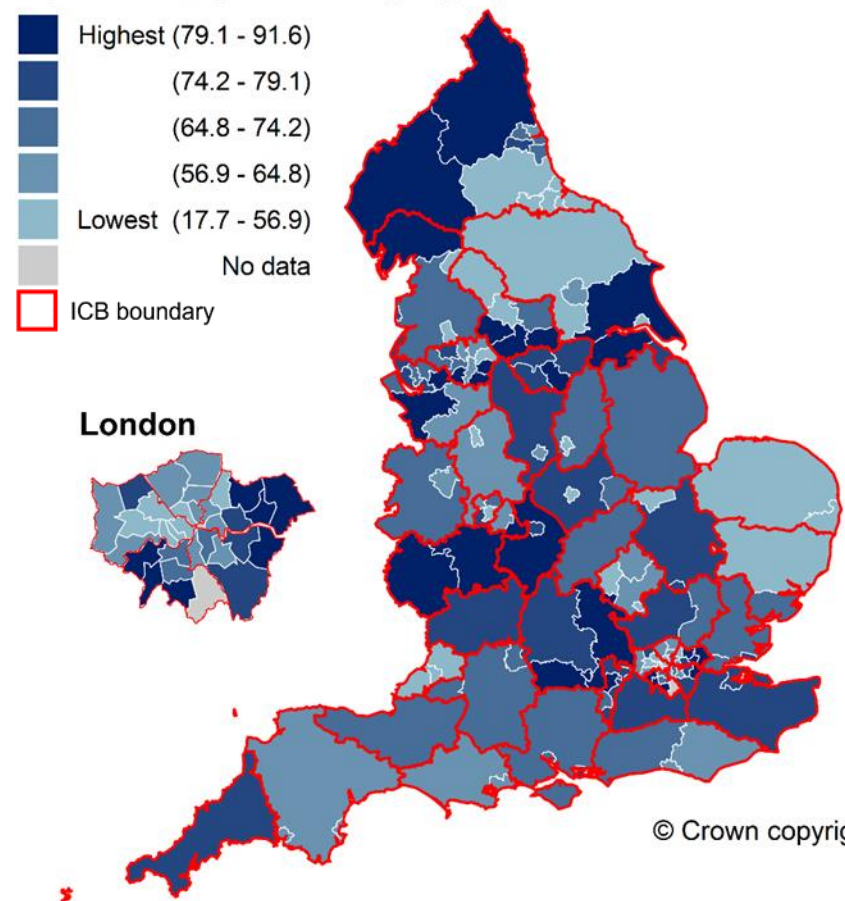 Highest (79.1 - 91.6)
(74.2 - 79.1)
(64.8 - 74.2)
(56.9 - 64.8)
Lowest (17.7 - 56.9)
No data
ICB boundary
London
© Crown